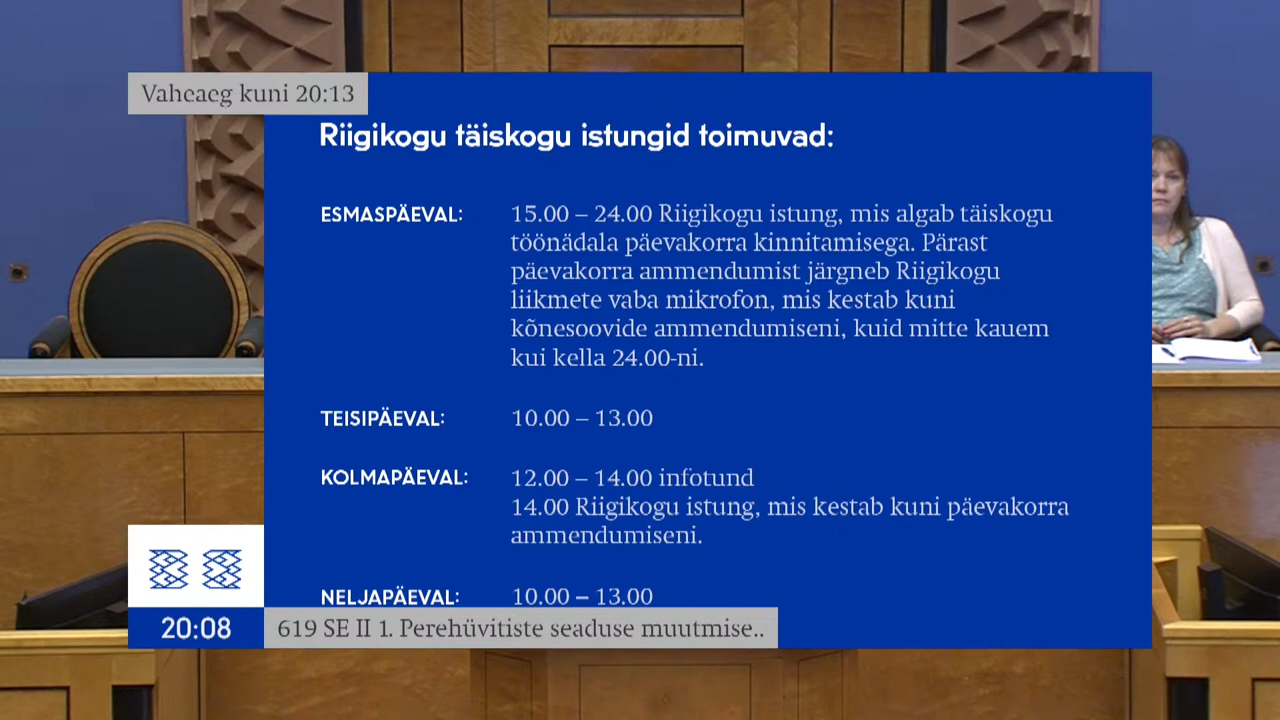 Vaheaeg kuni 20:13
Riigikogu täiskogu istungid toimuvad:
ESMASPÄEVAL:
15.00 – 24.00 Riigikogu istung, mis algab täiskogu
töönädala päevakorra kinnitamisega. Pärast
päevakorra ammendumist järgneb Riigikogu
liikmete vaba mikrofon, mis kestab kuni
kõnesoovide ammendumiseni, kuid mitte kauem
kui kella 24.00-ni.
TEISIPÄEVAL:
10.00 – 13.00
KOLMAPÄEVAL:
12.00 – 14.00 infotund
14.00 Riigikogu istung, mis kestab kuni päevakorra
ammendumiseni.
NELJAPÄEVAL:
10.00 – 13.00
20:08
619 SE II 1. Perehüvitiste seaduse muutmise..